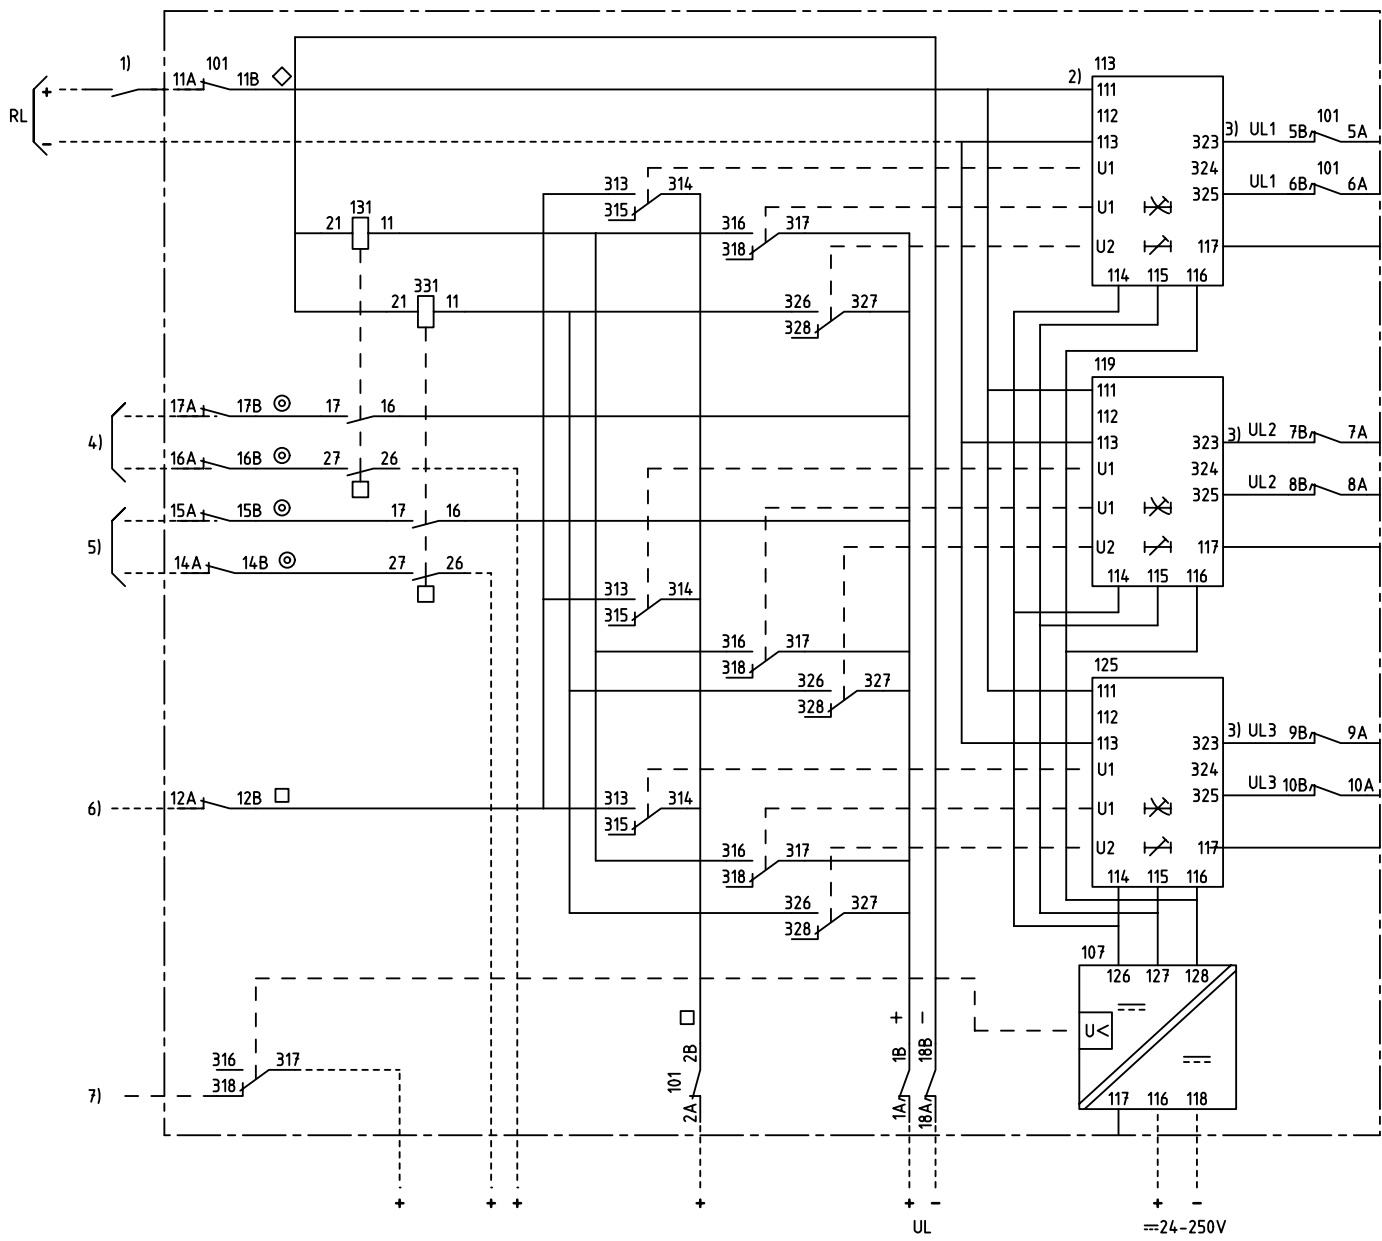 1) 101
11A 11B
2) 113
RL + -
111
112
113 323 3) UL1 5B 101 5A
U1 324
325 UL1 6B 101 6A
U1
U2 117
114 115 116
313 314
315
131
21 11
316 317
318
331
21 11
326 327
328
119
111
112
113 323 3) UL2 7B 7A
U1 324
325 UL2 8B 8A
U1
U2 117
114 115 116
4)
17A 17B 17 16
16A 16B 27 26
5)
15A 15B 17 16
14A 14B 27 26
313 314
315
316 317
318
326 327
328
125
111
112
113 323 3) UL3 9B 9A
U1 324
325 UL3 10B 10A
U1
U2 117
114 115 116
6) 12A 12B
313 314
315
316 317
318
326 327
328
107
126 127 128
U<
117 116 118
7)
316 317
318
2B
101
2A
+ -
1B 18B
1A 18A
+ + + + + - + -
UL
24-250V